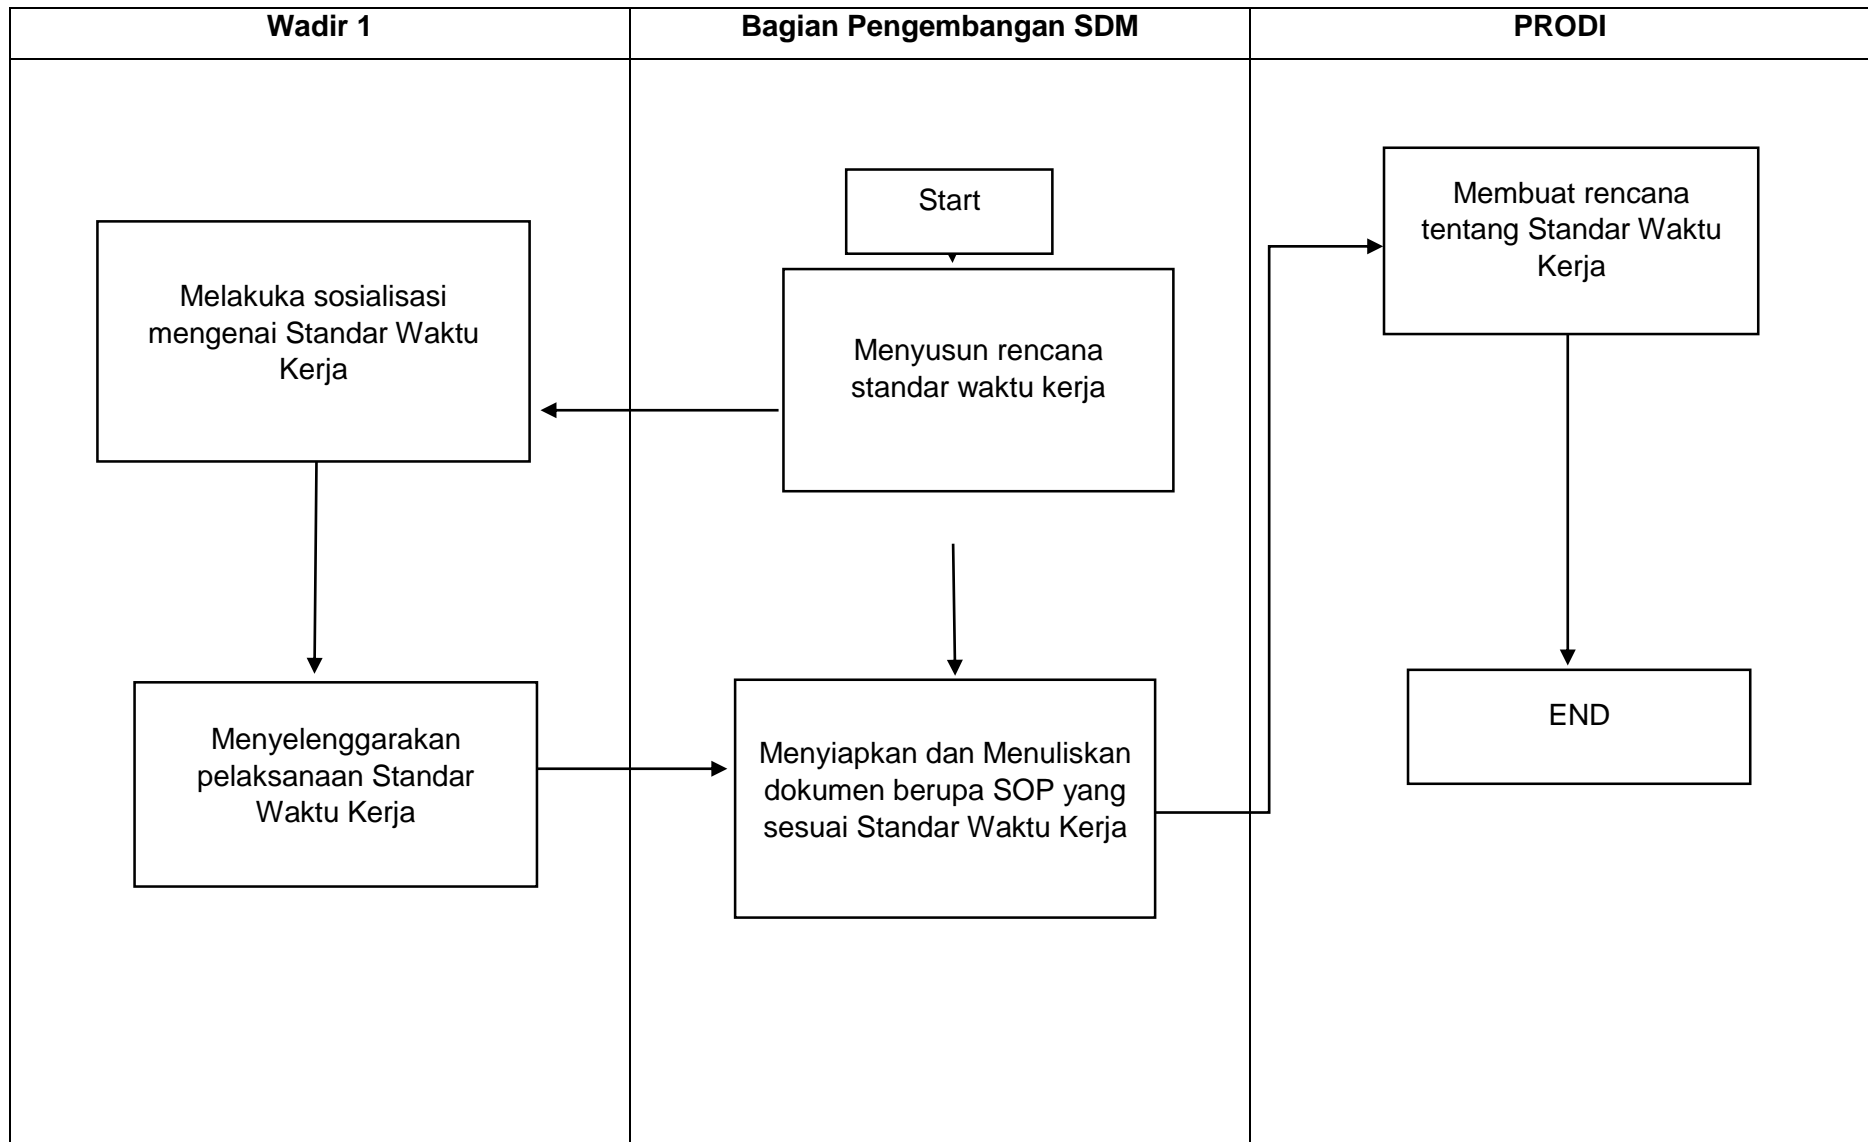 Wadir 1
Bagian Pengembangan SDM
PRODI
Melakuka sosialisasi
mengenai Standar Waktu
Kerja
Menyelenggarakan
pelaksanaan Standar
Waktu Kerja
Start
Menyusun rencana
standar waktu kerja
Menyiapkan dan Menuliskan
dokumen berupa SOP yang
sesuai Standar Waktu Kerja
Membuat rencana
tentang Standar Waktu
Kerja
END